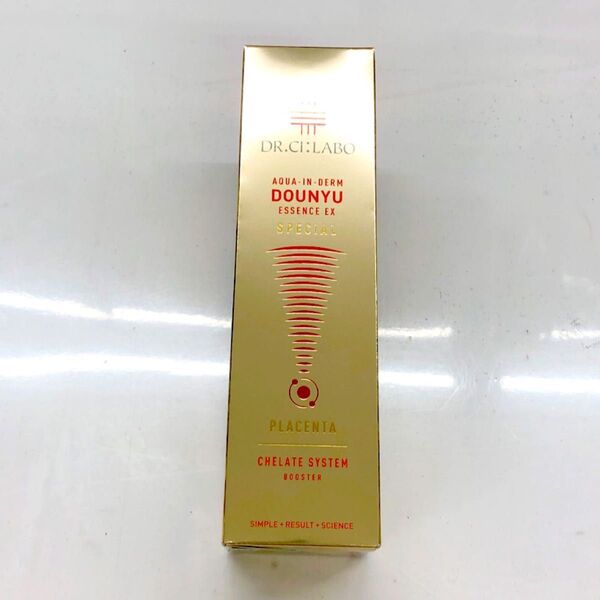 DR.CI:LABO
AQUA-IN-DERM
DOUNYU
ESSENCE EX
SPECIAL
PLACENTA
CHELATE SYSTEM
BOOSTER
SIMPLE+RESULT+SCIENCE